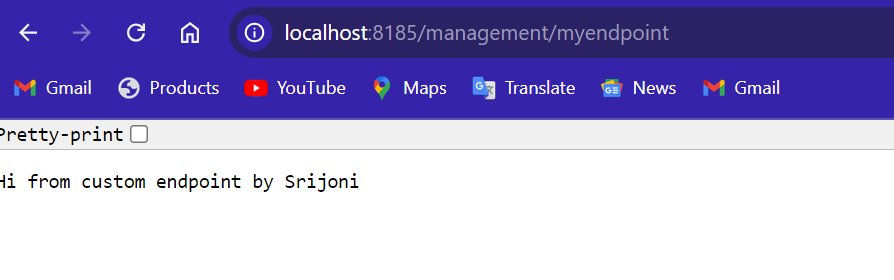 localhost:8185/management/myendpoint
Gmail Products YouTube Maps Translate News Gmail
Pretty-print
Hi from custom endpoint by Srijoni